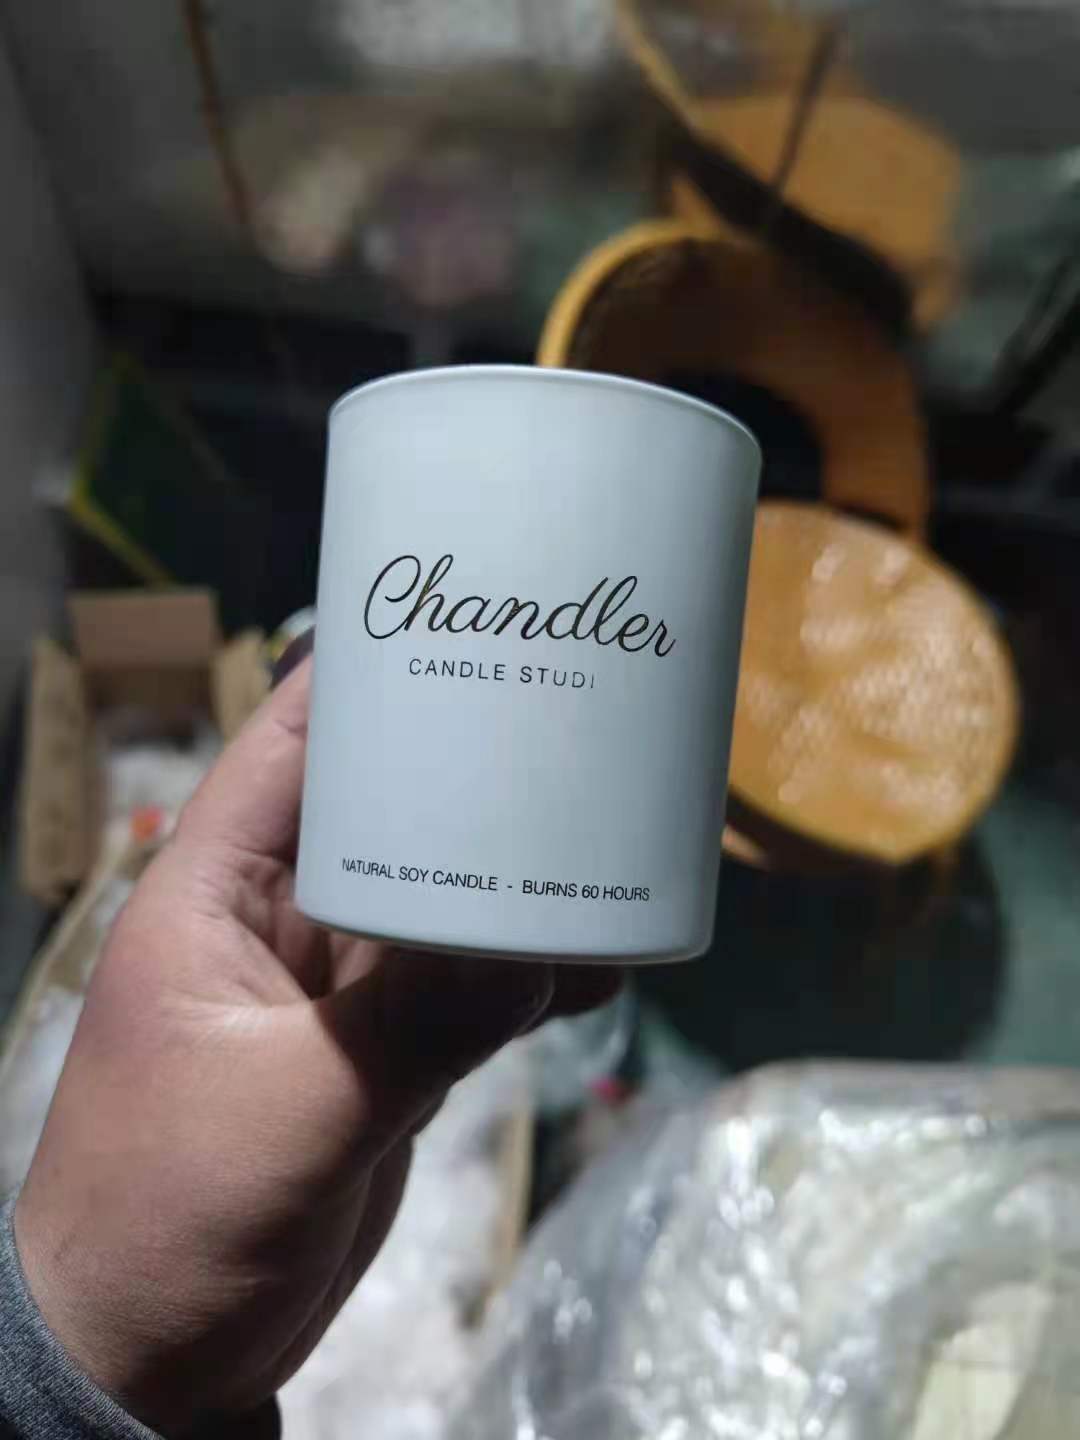 Chandler
CANDLE STUDI
NATURAL SOY CANDLE - BURNS 60 HOURS